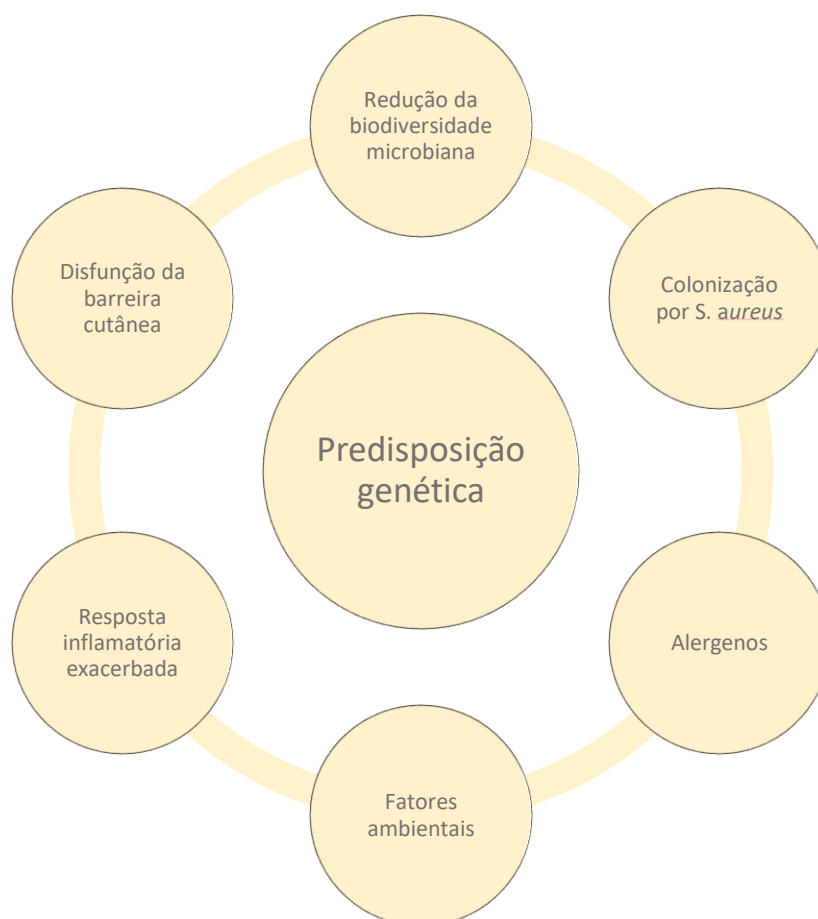 Redução da
biodiversidade
microbiana
Colonização
por S. aureus
Alergenos
Fatores
ambientais
Resposta
inflamatória
exacerbada
Disfunção da
barreira
cutânea
Predisposição
genética